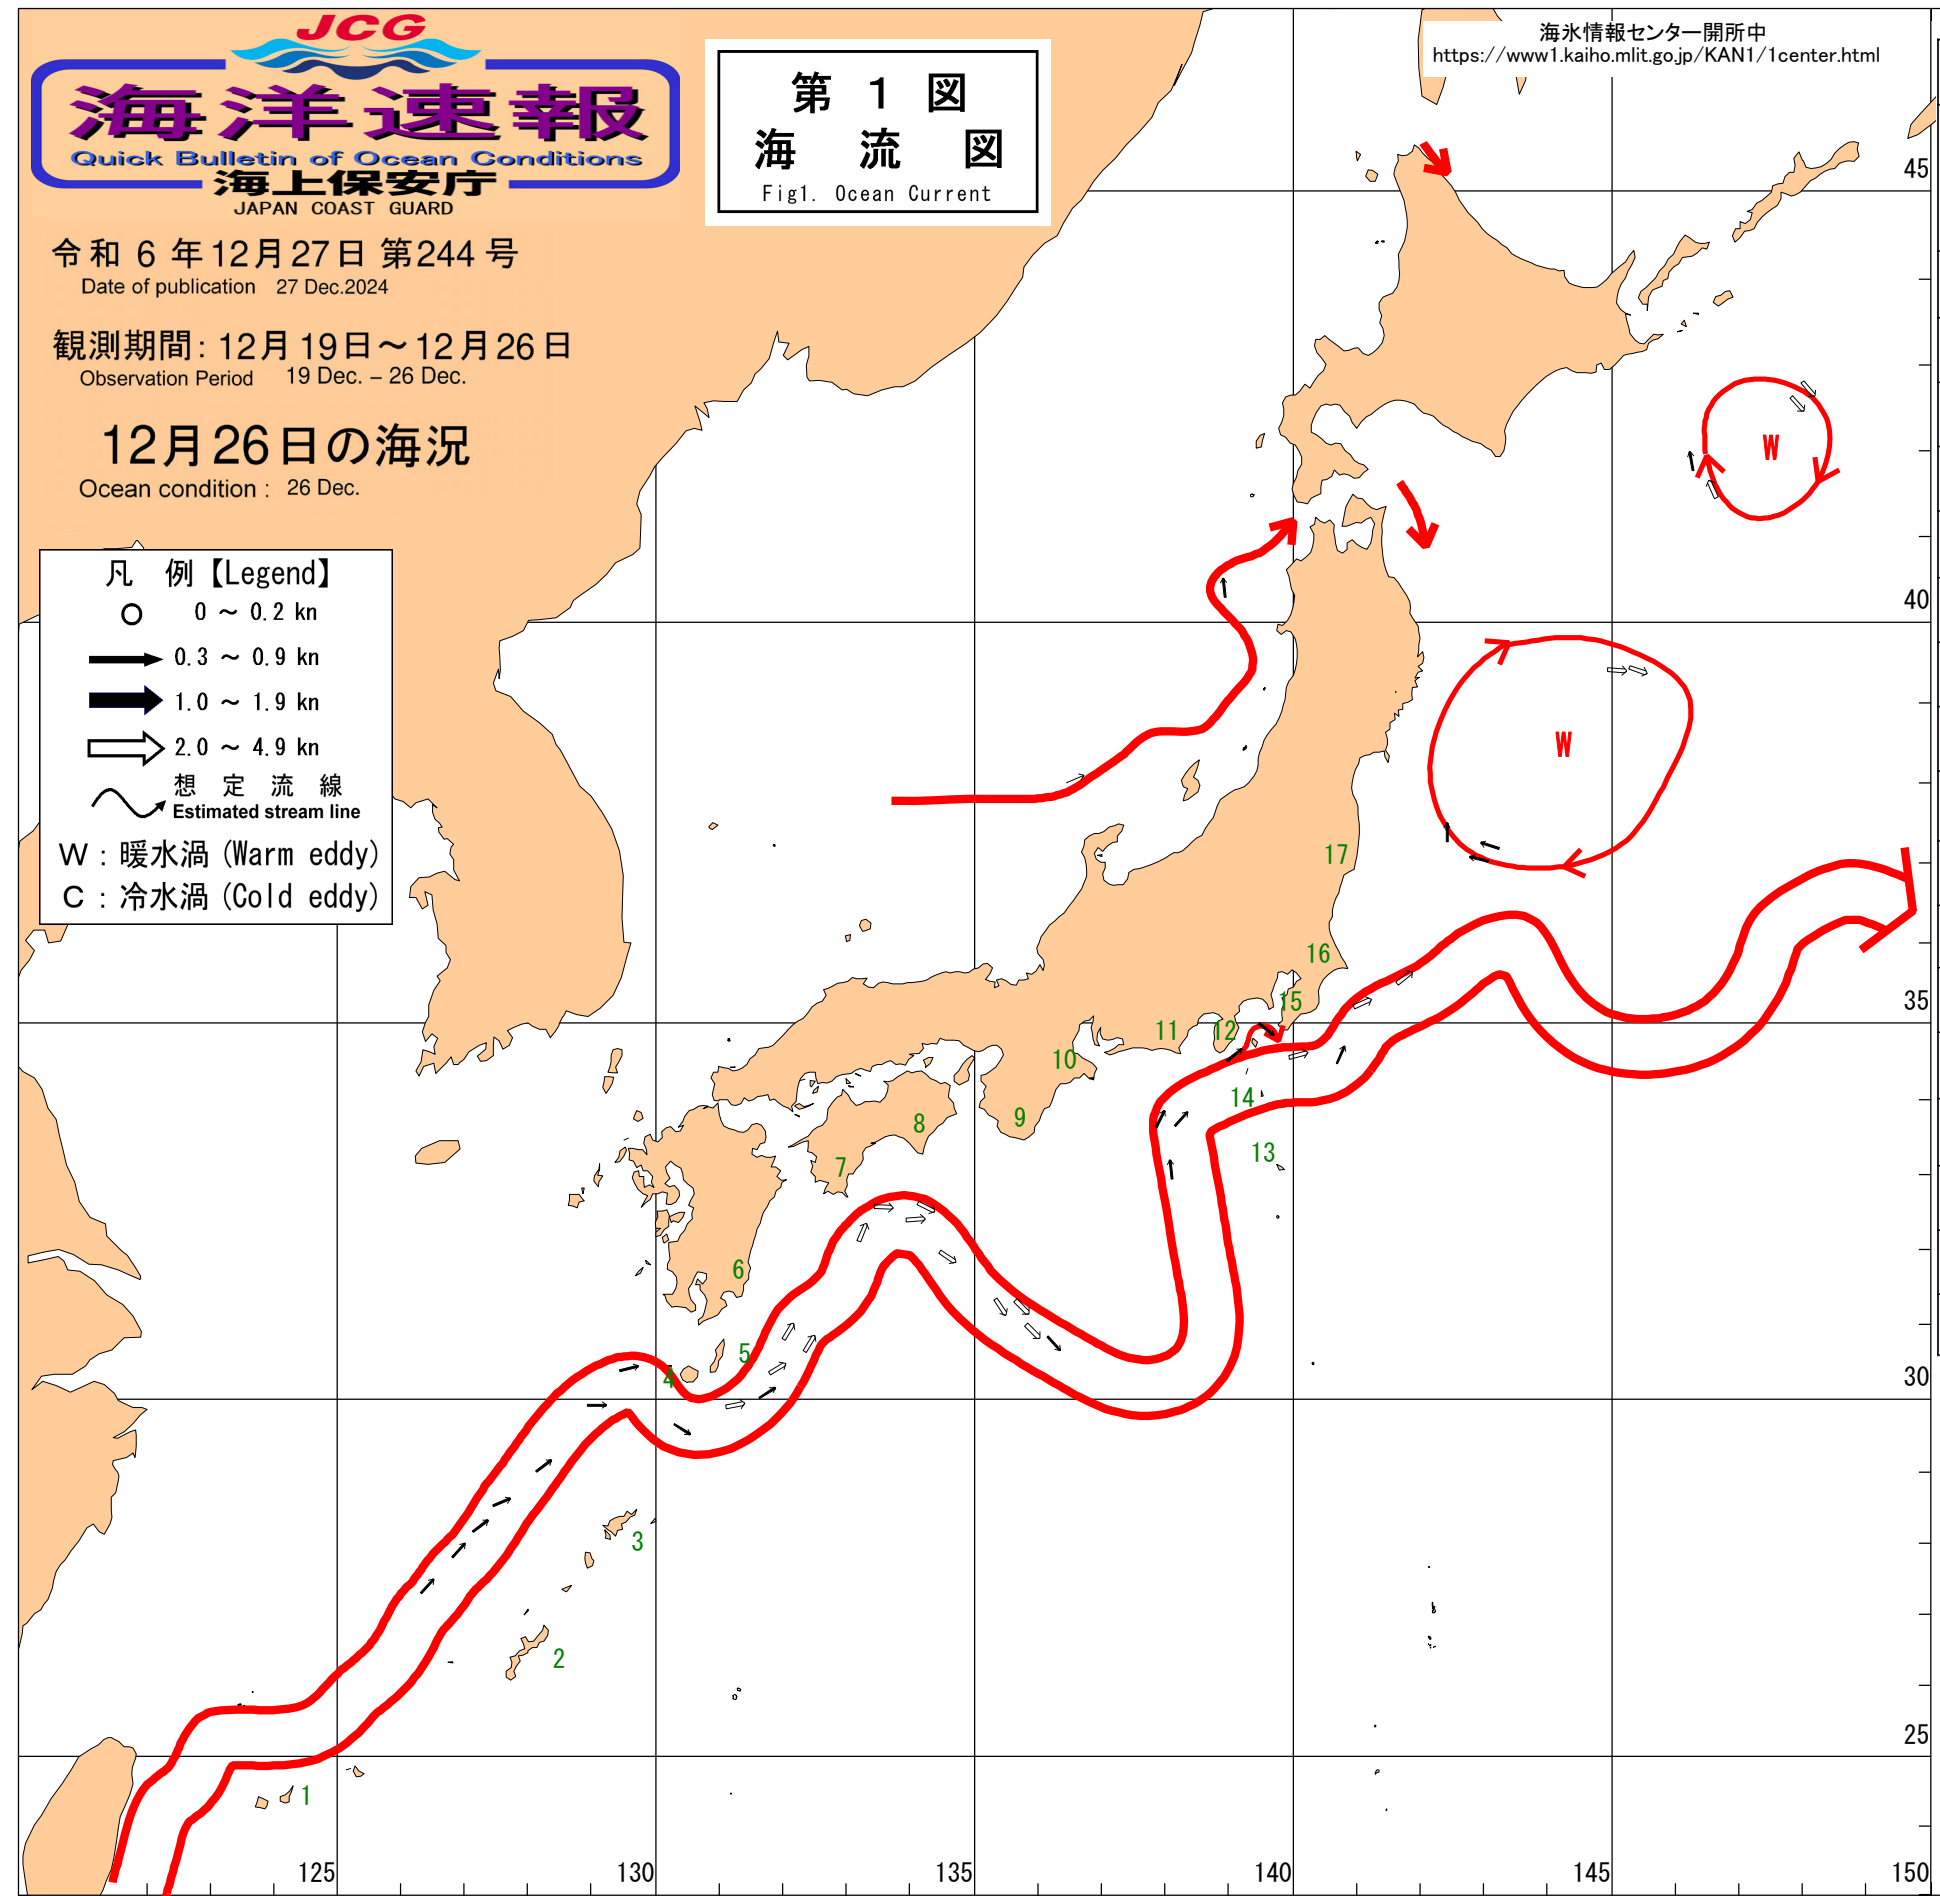 JCG
海洋速報
Quick Bulletin of Ocean Conditions
海上保安庁
JAPAN COAST GUARD
令和 6 年12月27日 第244 号
Date of publication 27 Dec.2024
観測期間: 12月19日～12月26日
Observation Period 19 Dec. – 26 Dec.
12月26日の海況
Ocean condition : 26 Dec.
第 1 図
海 流 図
Fig1. Ocean Current
海氷情報センター開所中
https://www1.kaiho.mlit.go.jp/KAN1/1center.html
凡 例【Legend】
0 ～ 0.2 kn
0.3 ～ 0.9 kn
1.0 ～ 1.9 kn
2.0 ～ 4.9 kn
想 定 流 線
Estimated stream line
W : 暖水渦 (Warm eddy)
C : 冷水渦 (Cold eddy)
45
W
40
W
17
16
35
15
12
11
10
14
9
8
13
7
6
5
4
30
3
2
25
1
125
130
135
140
145
150